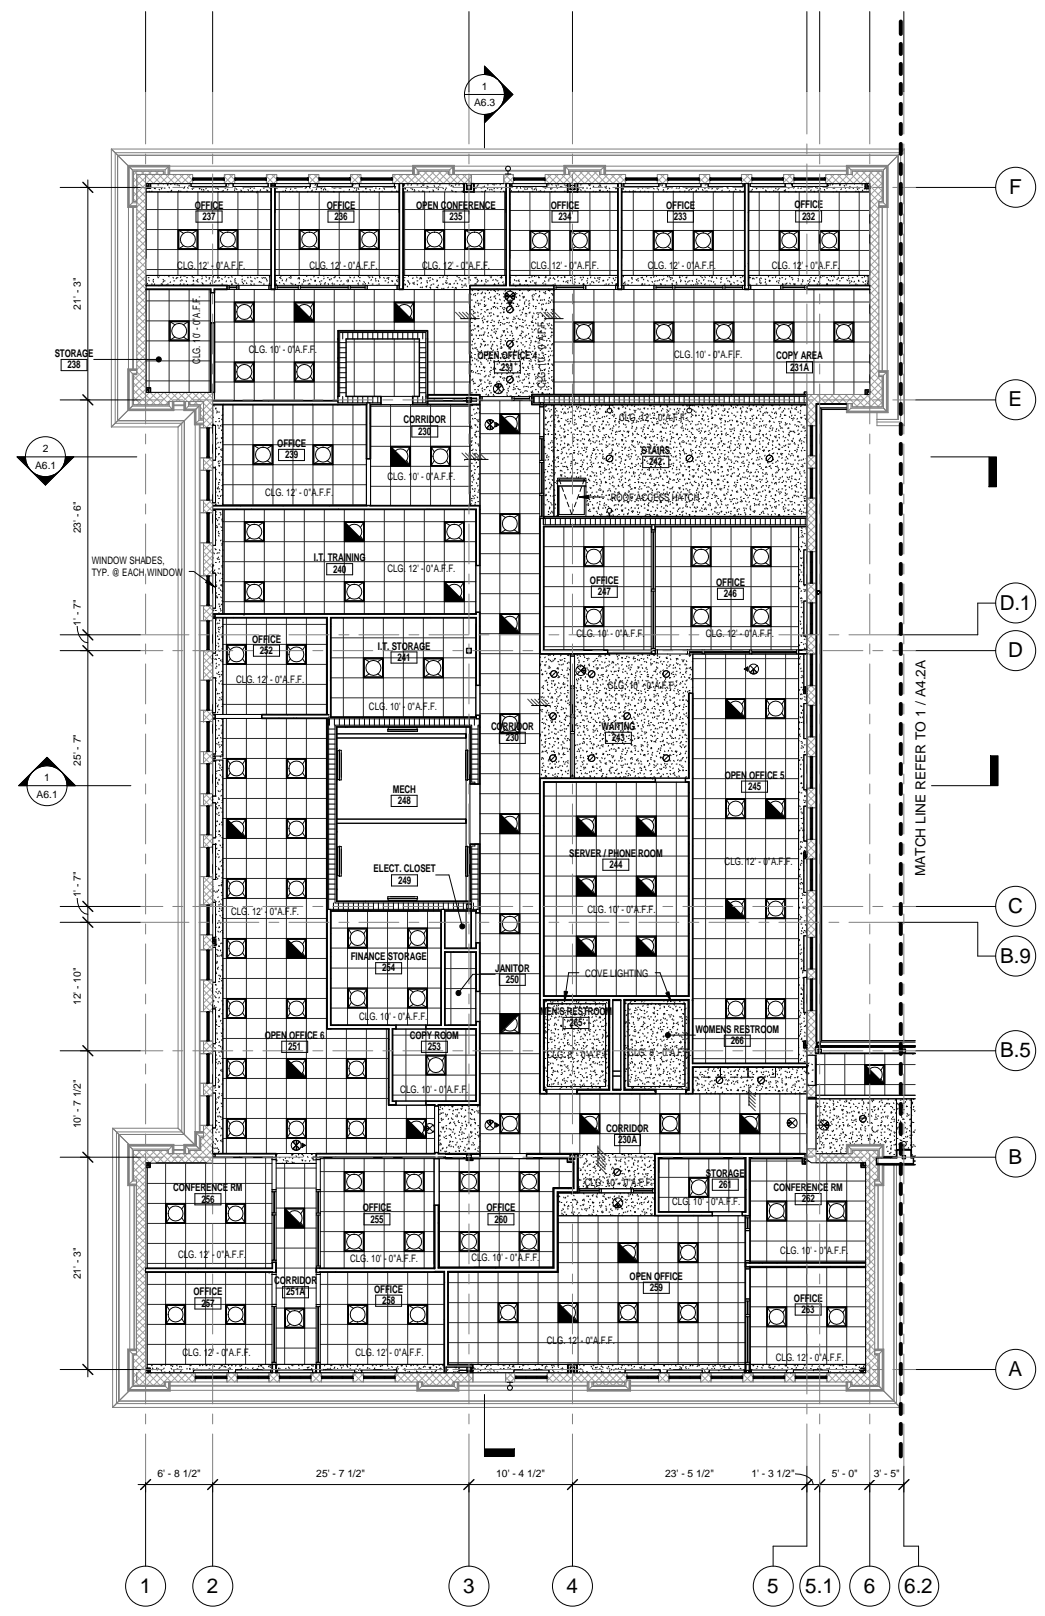 1
A6.3
F
OFFICE
237
OFFICE
236
OPEN CONFERENCE
235
OFFICE
234
OFFICE
233
OFFICE
232
CLG. 12' - 0"A.F.F.
CLG. 12' - 0"A.F.F.
CLG. 12' - 0"A.F.F.
CLG. 12' - 0"A.F.F.
CLG. 12' - 0"A.F.F.
CLG. 12' - 0"A.F.F.
21' - 3"
STORAGE
238
CLG. 10' - 0"A.F.F.
CLG. 10' - 0"A.F.F.
OPEN OFFICE 4
231
CLG. 10' - 0"A.F.F.
CLG. 10' - 0"A.F.F.
COPY AREA
231A
E
2
A6.1
OFFICE
239
CLG. 12' - 0"A.F.F.
CORRIDOR
230
CLG. 10' - 0"A.F.F.
CLG. 12' - 0"A.F.F.
STAIRS
242
ROOF ACCESS HATCH
23' - 6"
WINDOW SHADES,
TYP. @ EACH WINDOW
I.T. TRAINING
240
CLG. 12' - 0"A.F.F.
OFFICE
247
CLG. 10' - 0"A.F.F.
OFFICE
246
CLG. 12' - 0"A.F.F.
1' - 7"
D.1
D
OFFICE
252
CLG. 12' - 0"A.F.F.
I.T. STORAGE
241
CLG. 10' - 0"A.F.F.
CLG. 10' - 0"A.F.F.
WAITING
243
CORRIDOR
230
MATCH LINE REFER TO 1 / A4.2A
25' - 7"
1
A6.1
MECH
248
OPEN OFFICE 5
245
CLG. 12' - 0"A.F.F.
ELECT. CLOSET
249
SERVER / PHONE ROOM
244
CLG. 10' - 0"A.F.F.
1' - 7"
C
CLG. 12' - 0"A.F.F.
B.9
FINANCE STORAGE
254
CLG. 10' - 0"A.F.F.
JANITOR
250
COVE LIGHTING
12' - 10"
MEN'S RESTROOM
265
WOMENS RESTROOM
266
OPEN OFFICE 6
251
COPY ROOM
253
CLG. 10' - 0"A.F.F.
B.5
10' - 7 1/2"
CORRIDOR
230A
B
CONFERENCE RM
256
CLG. 12' - 0"A.F.F.
OFFICE
255
CLG. 10' - 0"A.F.F.
OFFICE
260
CLG. 10' - 0"A.F.F.
CLG. 10' - 0"A.F.F.
STORAGE
261
CLG. 10' - 0"A.F.F.
CONFERENCE RM
262
CLG. 12' - 0"A.F.F.
21' - 3"
OFFICE
257
CLG. 12' - 0"A.F.F.
CORRIDOR
251A
OFFICE
258
CLG. 12' - 0"A.F.F.
OPEN OFFICE
259
CLG. 12' - 0"A.F.F.
OFFICE
263
CLG. 12' - 0"A.F.F.
A
6' - 8 1/2"
25' - 7 1/2"
10' - 4 1/2"
23' - 5 1/2"
1' - 3 1/2"
5' - 0"
3' - 5"
1
2
3
4
5
5.1
6
6.2